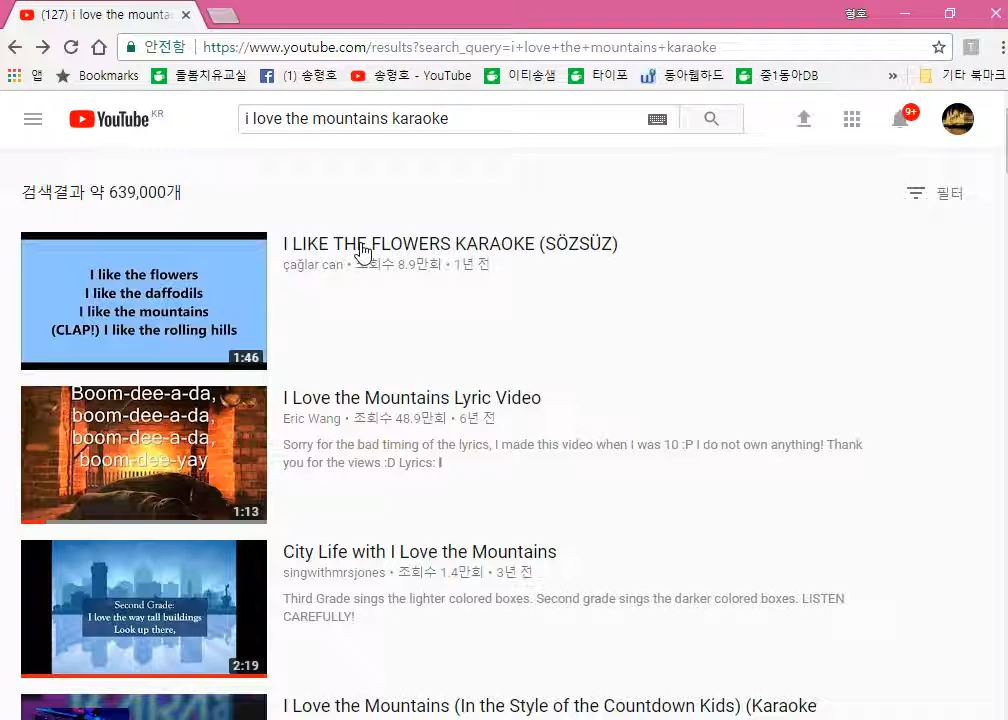 (127) i love the mounta
형호
안전함 https://www.youtube.com/results?search_query=i+love+the+mountains+karaoke
앱 Bookmarks 돌봄치유교실 (1) 송형호 송형호 - YouTube 이티송샘 타이포 동아웹하드 중1동아DB » 기타 북마크
YouTube KR i love the mountains karaoke 9+
검색결과 약 639,000개 필터
I LIKE THE FLOWERS KARAOKE (SÖZSÜZ)
çağlar can • 조회수 8.9만회 • 1년 전
I like the flowers
I like the daffodils
I like the mountains
(CLAP!) I like the rolling hills
1:46
I Love the Mountains Lyric Video
Eric Wang • 조회수 48.9만회 • 6년 전
Sorry for the bad timing of the lyrics, I made this video when I was 10 :P I do not own anything! Thank
you for the views :D Lyrics: I
Boom-dee-a-da,
boom-dee-a-da,
boom-dee-a-da,
boom-dee-yay
1:13
City Life with I Love the Mountains
singwithmrsjones • 조회수 1.4만회 • 3년 전
Third Grade sings the lighter colored boxes. Second grade sings the darker colored boxes. LISTEN
CAREFULLY!
Second Grade:
I love the way tall buildings
Look up there,
2:19
I Love the Mountains (In the Style of the Countdown Kids) (Karaoke